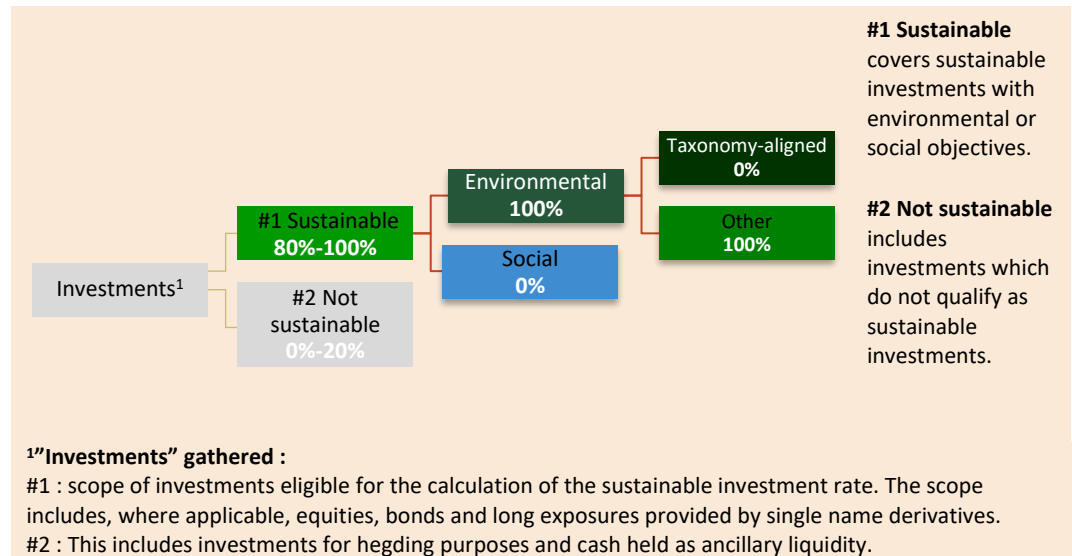 #1 Sustainable
covers sustainable
investments with
environmental or
social objectives.
#2 Not sustainable
includes
investments which
do not qualify as
sustainable
investments.
Investments¹
#1 Sustainable
80%-100%
#2 Not
sustainable
0%-20%
Environmental
100%
Social
0%
Taxonomy-aligned
0%
Other
100%
¹”Investments” gathered :
#1 : scope of investments eligible for the calculation of the sustainable investment rate. The scope
includes, where applicable, equities, bonds and long exposures provided by single name derivatives.
#2 : This includes investments for hegding purposes and cash held as ancillary liquidity.